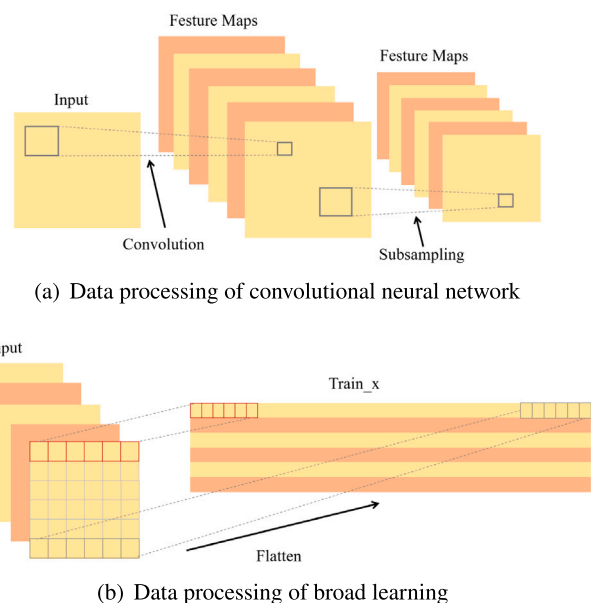 Festure Maps
Festure Maps
Input
Convolution
Subsampling
(a) Data processing of convolutional neural network
put
Train_x
Flatten
(b) Data processing of broad learning